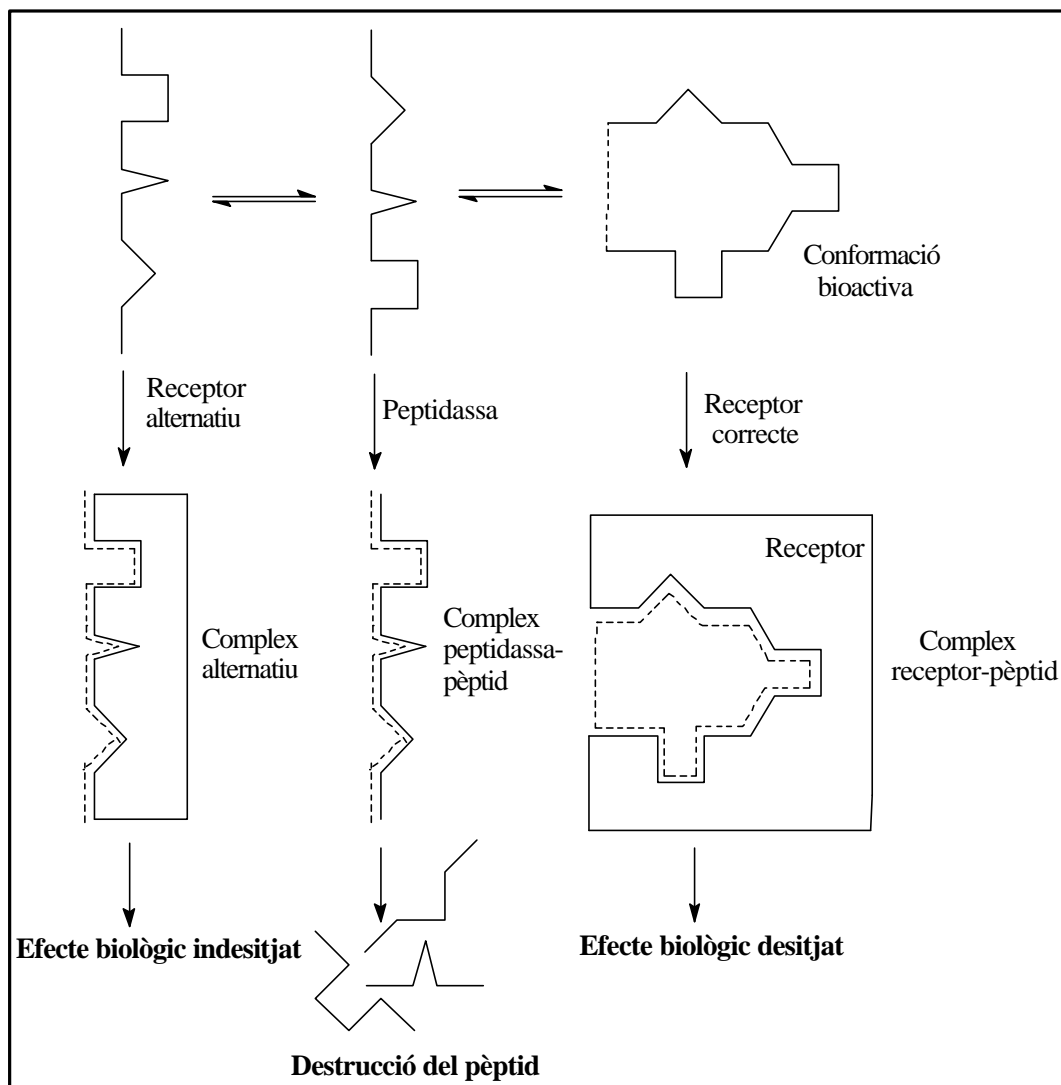 Conformació
bioactiva
Receptor
alternatiu
Peptidassa
Receptor
correcte
Receptor
Complex
alternatiu
Complex
peptidassa-
pèptid
Complex
receptor-pèptid
Efecte biològic indesitjat
Efecte biològic desitjat
Destrucció del pèptid